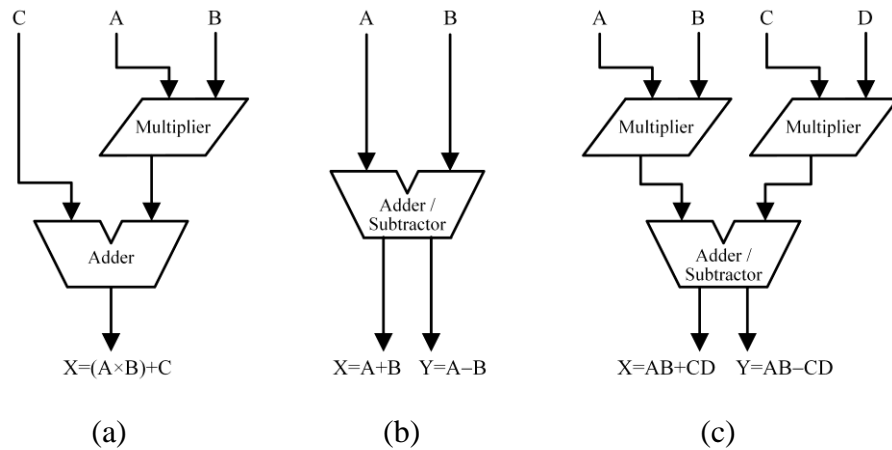 C A B A B A B C D
Multiplier Multiplier Multiplier
Adder /
Subtractor
Adder Adder /
Subtractor
X=(A×B)+C X=A+B Y=A−B X=AB+CD Y=AB−CD
(a) (b) (c)